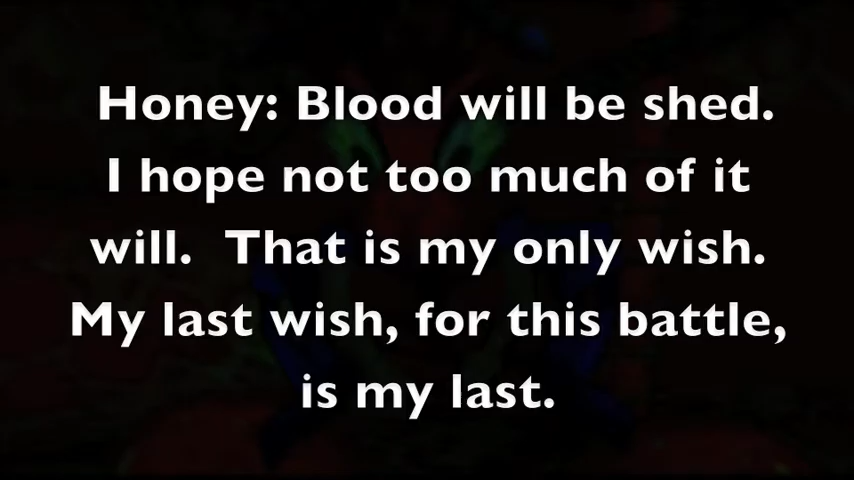 Honey: Blood will be shed.
I hope not too much of it
will.  That is my only wish.
My last wish, for this battle,
is my last.